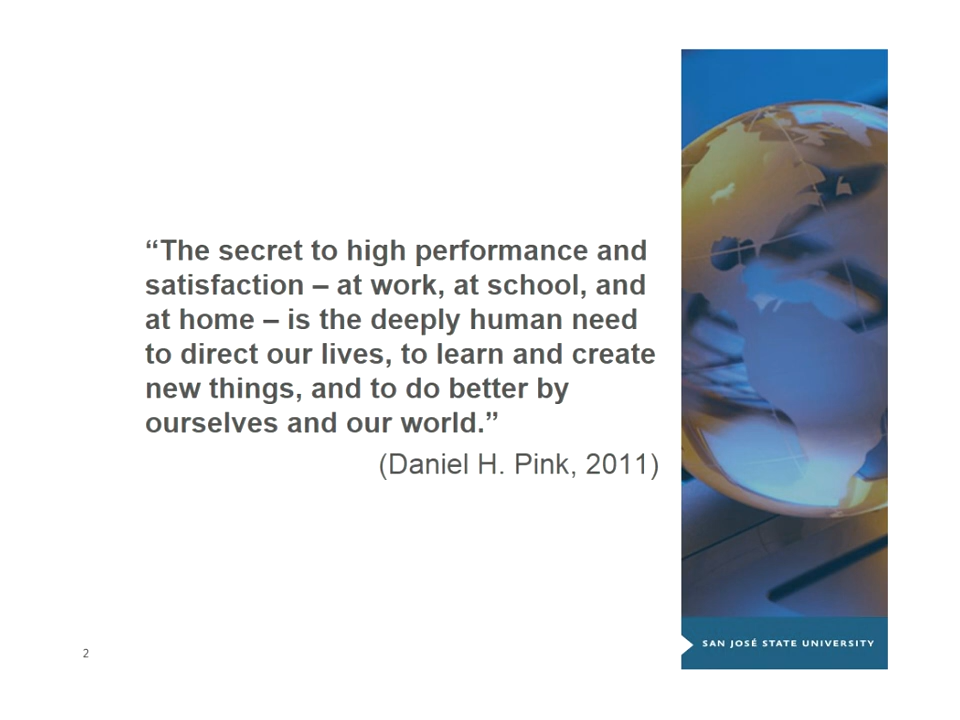 “The secret to high performance and
satisfaction – at work, at school, and
at home – is the deeply human need
to direct our lives, to learn and create
new things, and to do better by
ourselves and our world.”
(Daniel H. Pink, 2011)
2
SAN JOSÉ STATE UNIVERSITY